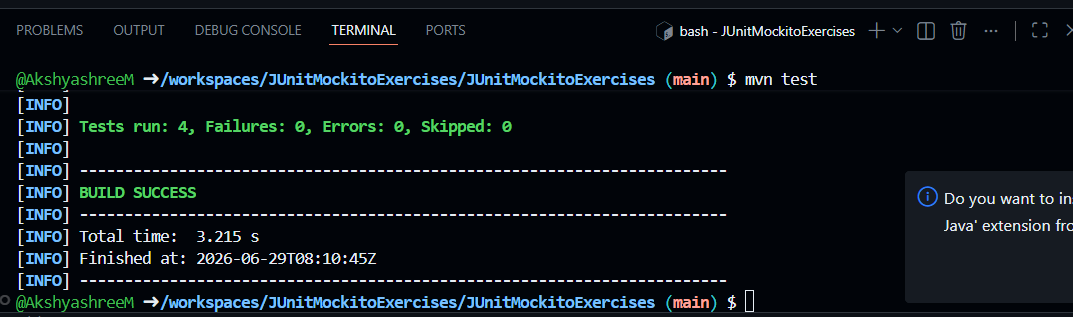 PROBLEMS OUTPUT DEBUG CONSOLE TERMINAL PORTS bash - JUnitMockitoExercises
@AkshyashreeM ➜/workspaces/JUnitMockitoExercises/JUnitMockitoExercises (main) $ mvn test
[INFO]
[INFO] Tests run: 4, Failures: 0, Errors: 0, Skipped: 0
[INFO]
[INFO] ------------------------------------------------------------------------
[INFO] BUILD SUCCESS
[INFO] ------------------------------------------------------------------------
[INFO] Total time:  3.215 s
[INFO] Finished at: 2026-06-29T08:10:45Z
[INFO] ------------------------------------------------------------------------
@AkshyashreeM ➜/workspaces/JUnitMockitoExercises/JUnitMockitoExercises (main) $
Do you want to ins
Java' extension fro